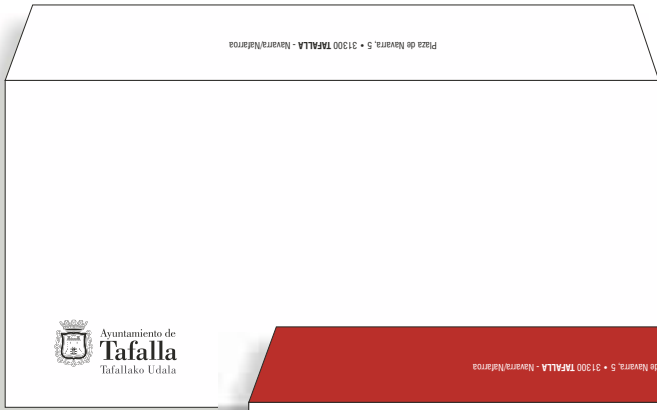 Plaza de Navarra, 5 • 31300 TAFALLA - Navarra/Nafarroa
Ayuntamiento de
Tafalla
Tafallako Udala
de Navarra, 5 • 31300 TAFALLA - Navarra/Nafarroa